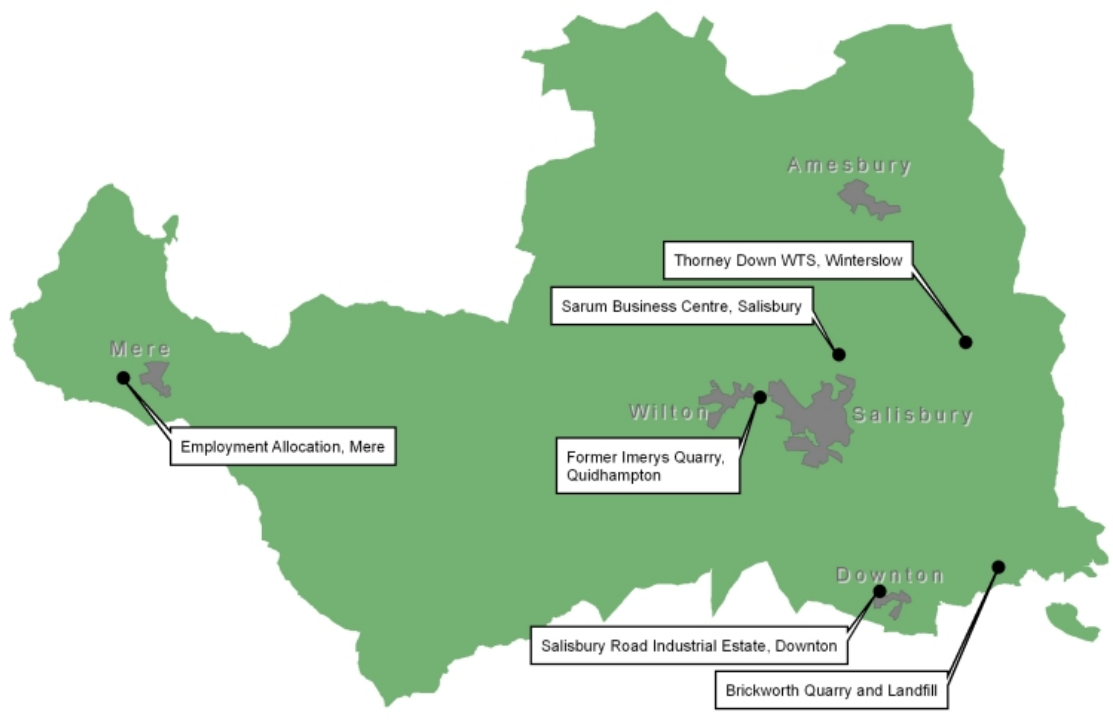 Amesbury
Thorney Down WTS, Winterslow
Sarum Business Centre, Salisbury
Mere
Wilton
Salisbury
Employment Allocation, Mere
Former Imerys Quarry,
Quidhampton
Downton
Salisbury Road Industrial Estate, Downton
Brickworth Quarry and Landfill